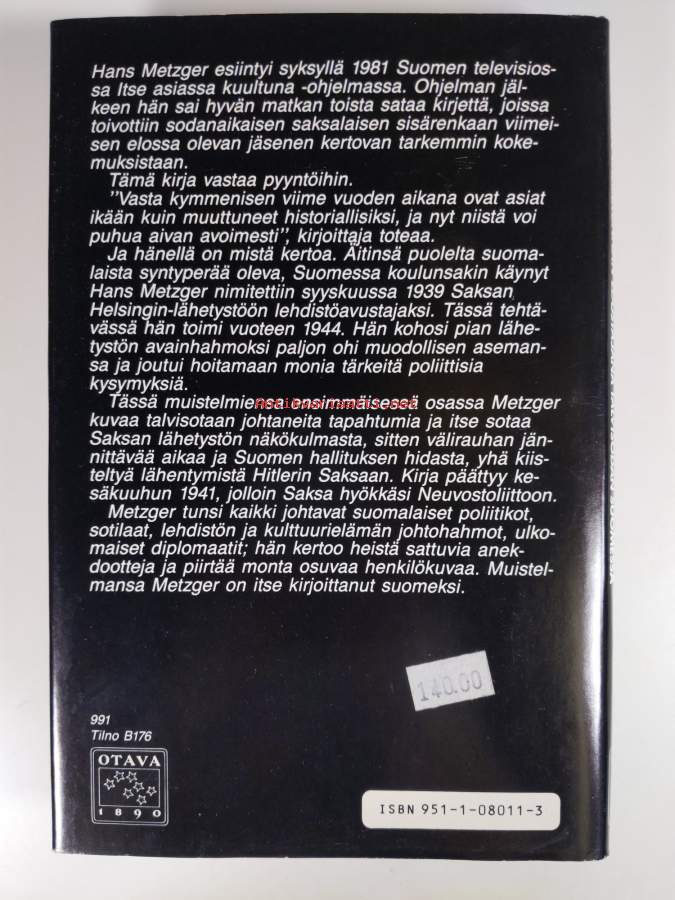 Hans Metzger esiintyi syksyllä 1981 Suomen televisios-
sa Itse asiassa kuultuna -ohjelmassa. Ohjelman jäl-
keen hän sai hyvän matkan toista sataa kirjettä, joissa
toivottiin sodanaikaisen saksalaisen sisärenkaan viimei-
sen elossa olevan jäsenen kertovan tarkemmin koke-
muksistaan.
Tämä kirja vastaa pyyntöihin.
"Vasta kymmenisen viime vuoden aikana ovat asiat
ikään kuin muuttuneet historiallisiksi, ja nyt niistä voi
puhua aivan avoimesti", kirjoittaja toteaa.
Ja hänellä on mistä kertoa. Äitinsä puolelta suoma-
laista syntyperää oleva, Suomessa koulunsakin käynyt
Hans Metzger nimitettiin syyskuussa 1939 Saksan
Helsingin-lähetystöön lehdistöavustajaksi. Tässä tehtä-
vässä hän toimi vuoteen 1944. Hän kohosi pian lähe-
tystön avainhahmoksi paljon ohi muodollisen aseman-
sa ja joutui hoitamaan monia tärkeitä poliittisia
kysymyksiä.
Tässä muistelmiensa ensimmäisessä osassa Metzger
kuvaa talvisotaan johtaneita tapahtumia ja itse sotaa
Saksan lähetystön näkökulmasta, sitten välirauhan jän-
nittävää aikaa ja Suomen hallituksen hidasta, yhä kiis-
teltyä lähentymistä Hitlerin Saksaan. Kirja päättyy ke-
säkuuhun 1941, jolloin Saksa hyökkäsi Neuvostoliittoon.
Metzger tunsi kaikki johtavat suomalaiset poliitikot,
sotilaat, lehdistön ja kulttuurielämän johtohahmot, ulko-
maiset diplomaatit; hän kertoo heistä sattuvia anek-
dootteja ja piirtää monta osuvaa henkilökuvaa. Muistel-
mansa Metzger on itse kirjoittanut suomeksi.
140.00
991
Tilno B176
OTAVA
1890
ISBN 951-1-08011-3